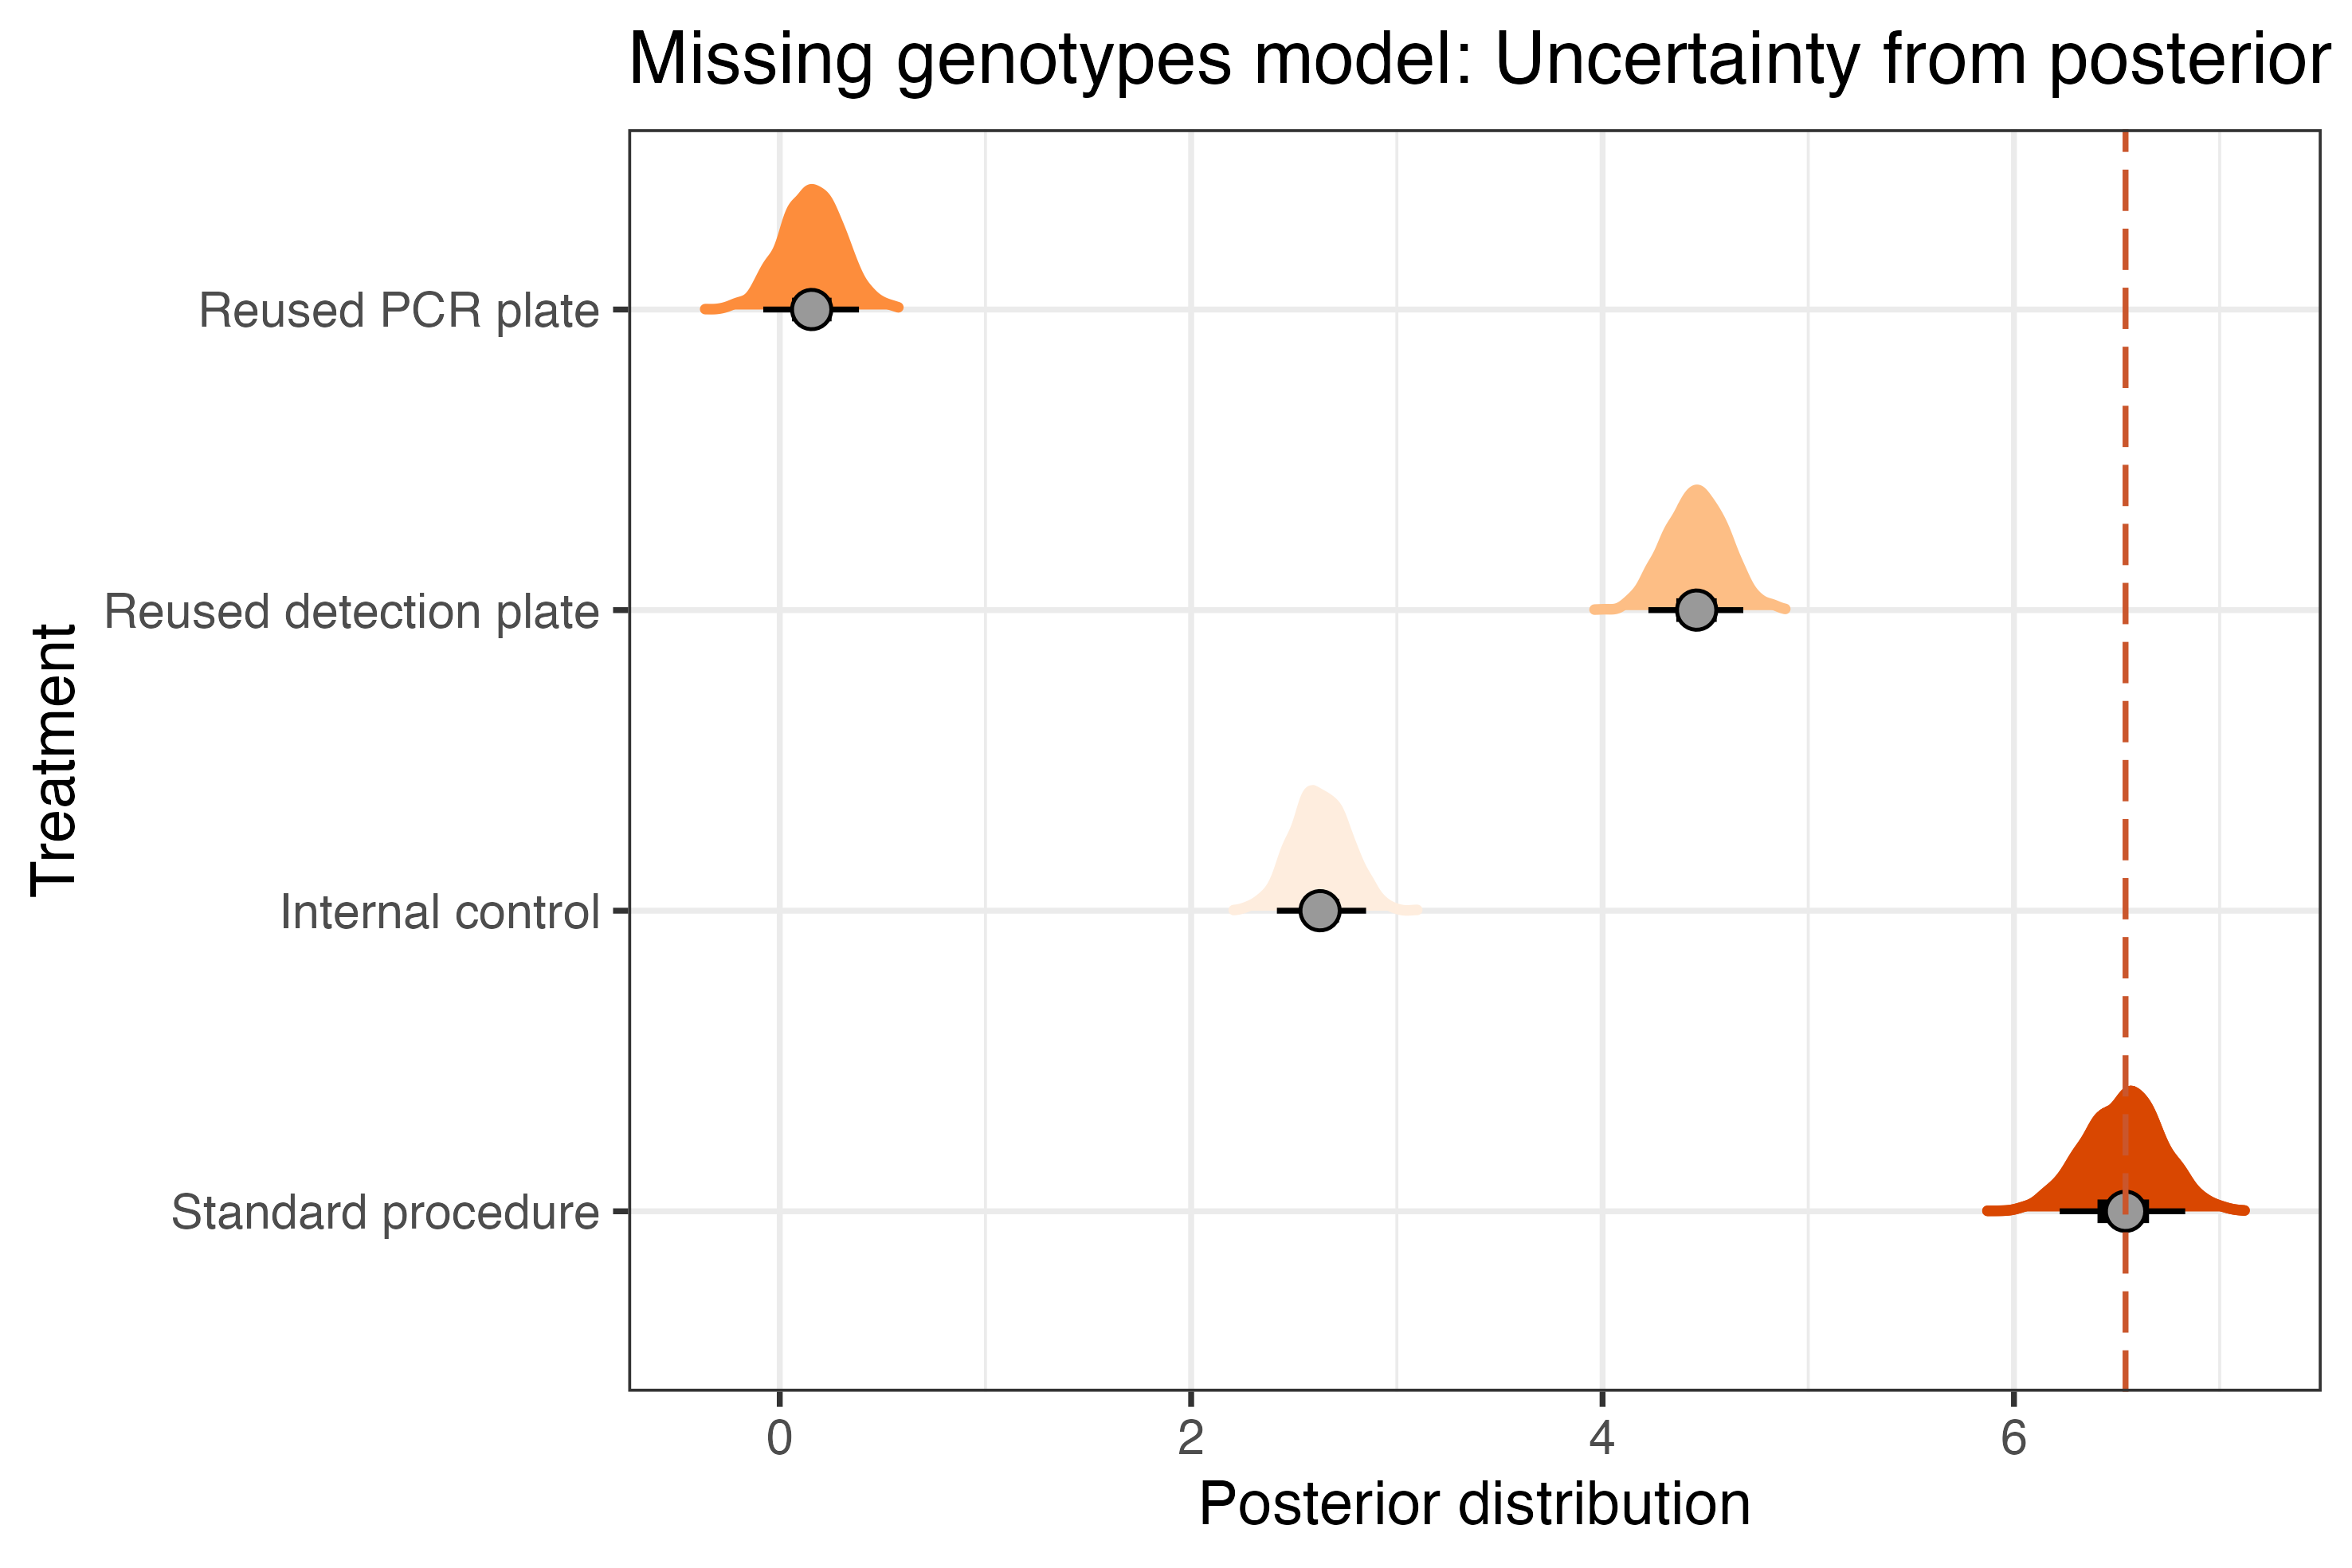 Missing genotypes model: Uncertainty from posterior
Treatment
Reused PCR plate
Reused detection plate
Internal control
Standard procedure
0 2 4 6
Posterior distribution